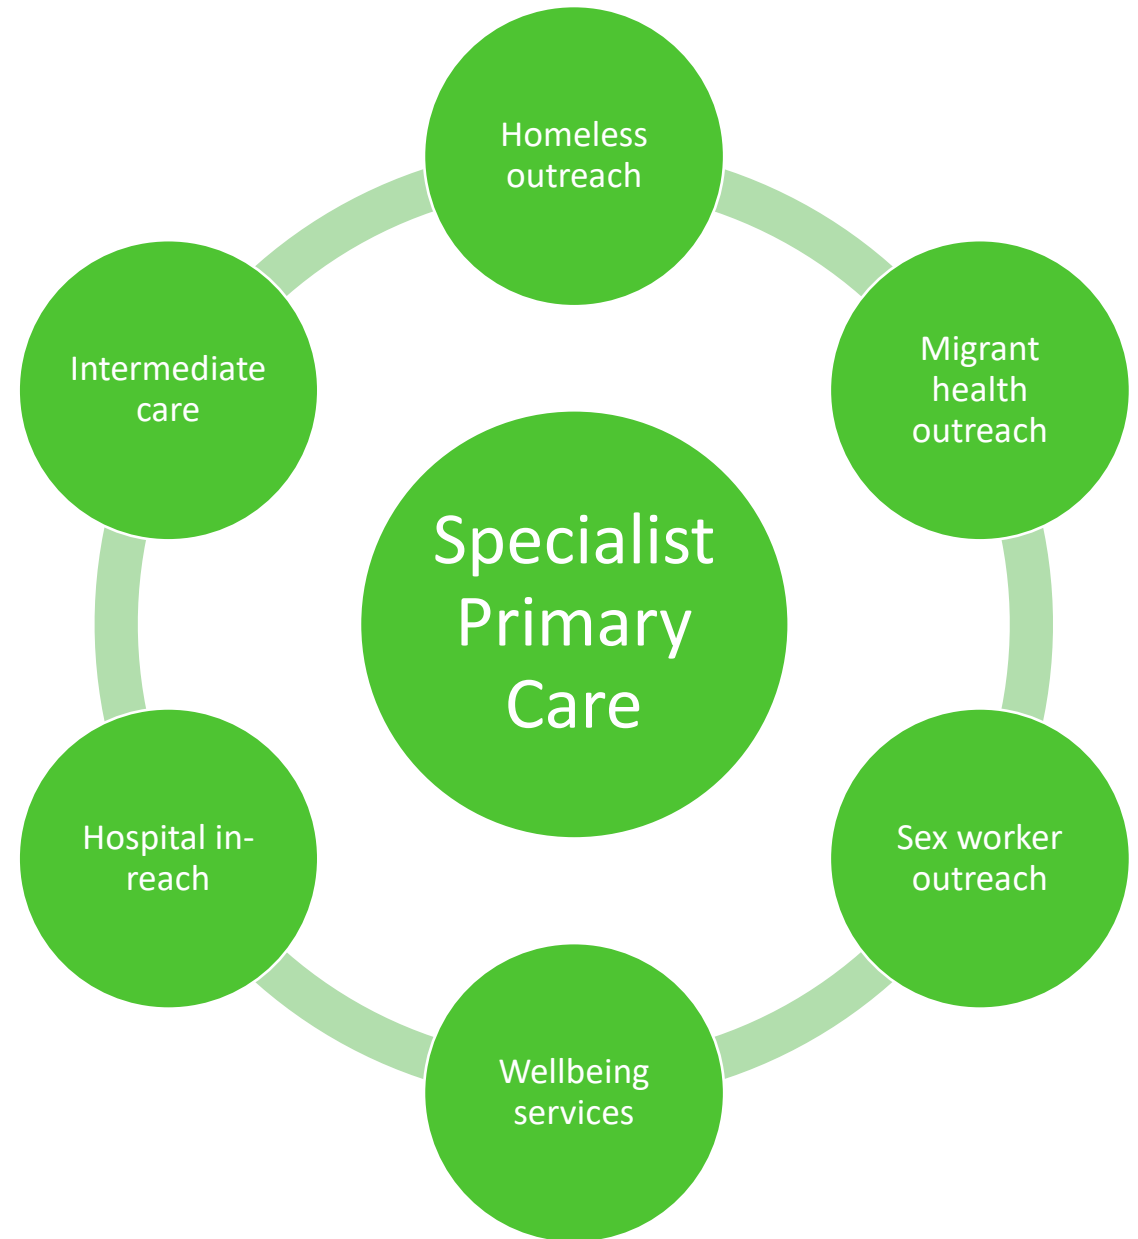 Homeless
outreach
Migrant
health
outreach
Intermediate
care
Specialist
Primary
Care
Sex worker
outreach
Hospital in-
reach
Wellbeing
services